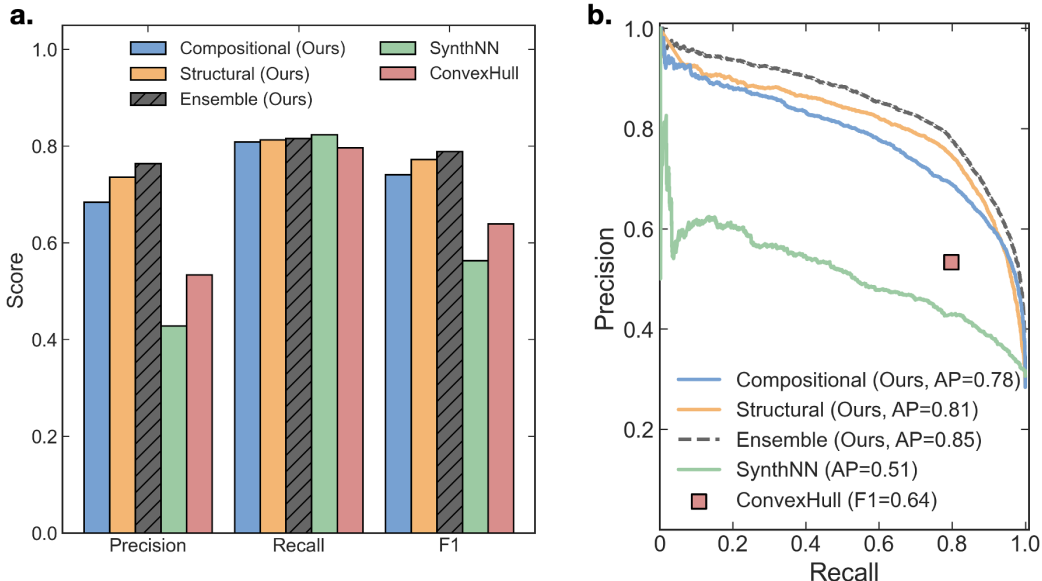 a.
Compositional (Ours)
Structural (Ours)
Ensemble (Ours)
SynthNN
ConvexHull
Score
1.0
0.8
0.6
0.4
0.2
0.0
Precision
Recall
F1
b.
Precision
1.0
0.8
0.6
0.4
0.2
Compositional (Ours, AP=0.78)
Structural (Ours, AP=0.81)
Ensemble (Ours, AP=0.85)
SynthNN (AP=0.51)
ConvexHull (F1=0.64)
0
0.2
0.4
0.6
0.8
1.0
Recall